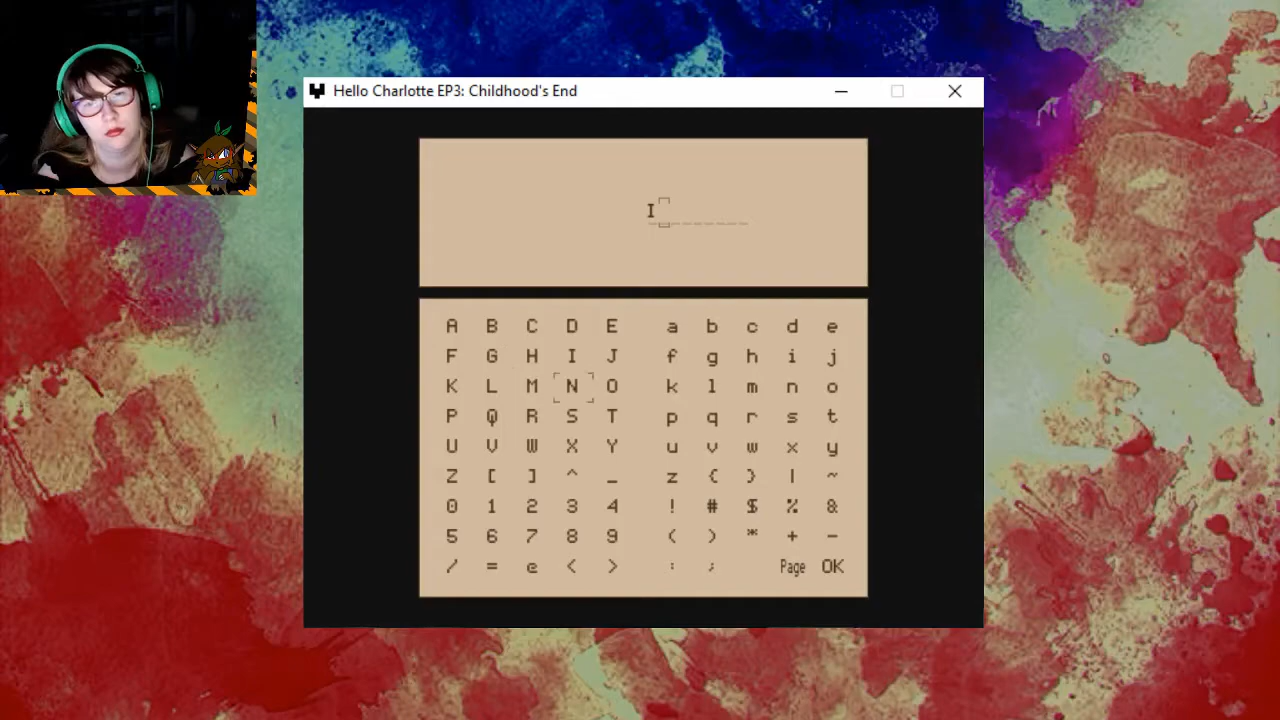 Hello Charlotte EP3: Childhood's End
I
A B C D E a b c d e
F G H I J f g h i j
K L M N O k l m n o
P Q R S T p q r s t
U V W X Y u v w x y
Z [ ] ^ _ z { } | ~
0 1 2 3 4 ! # $ % &
5 6 7 8 9 ( ) * + -
/ = @ < > : ; Page OK